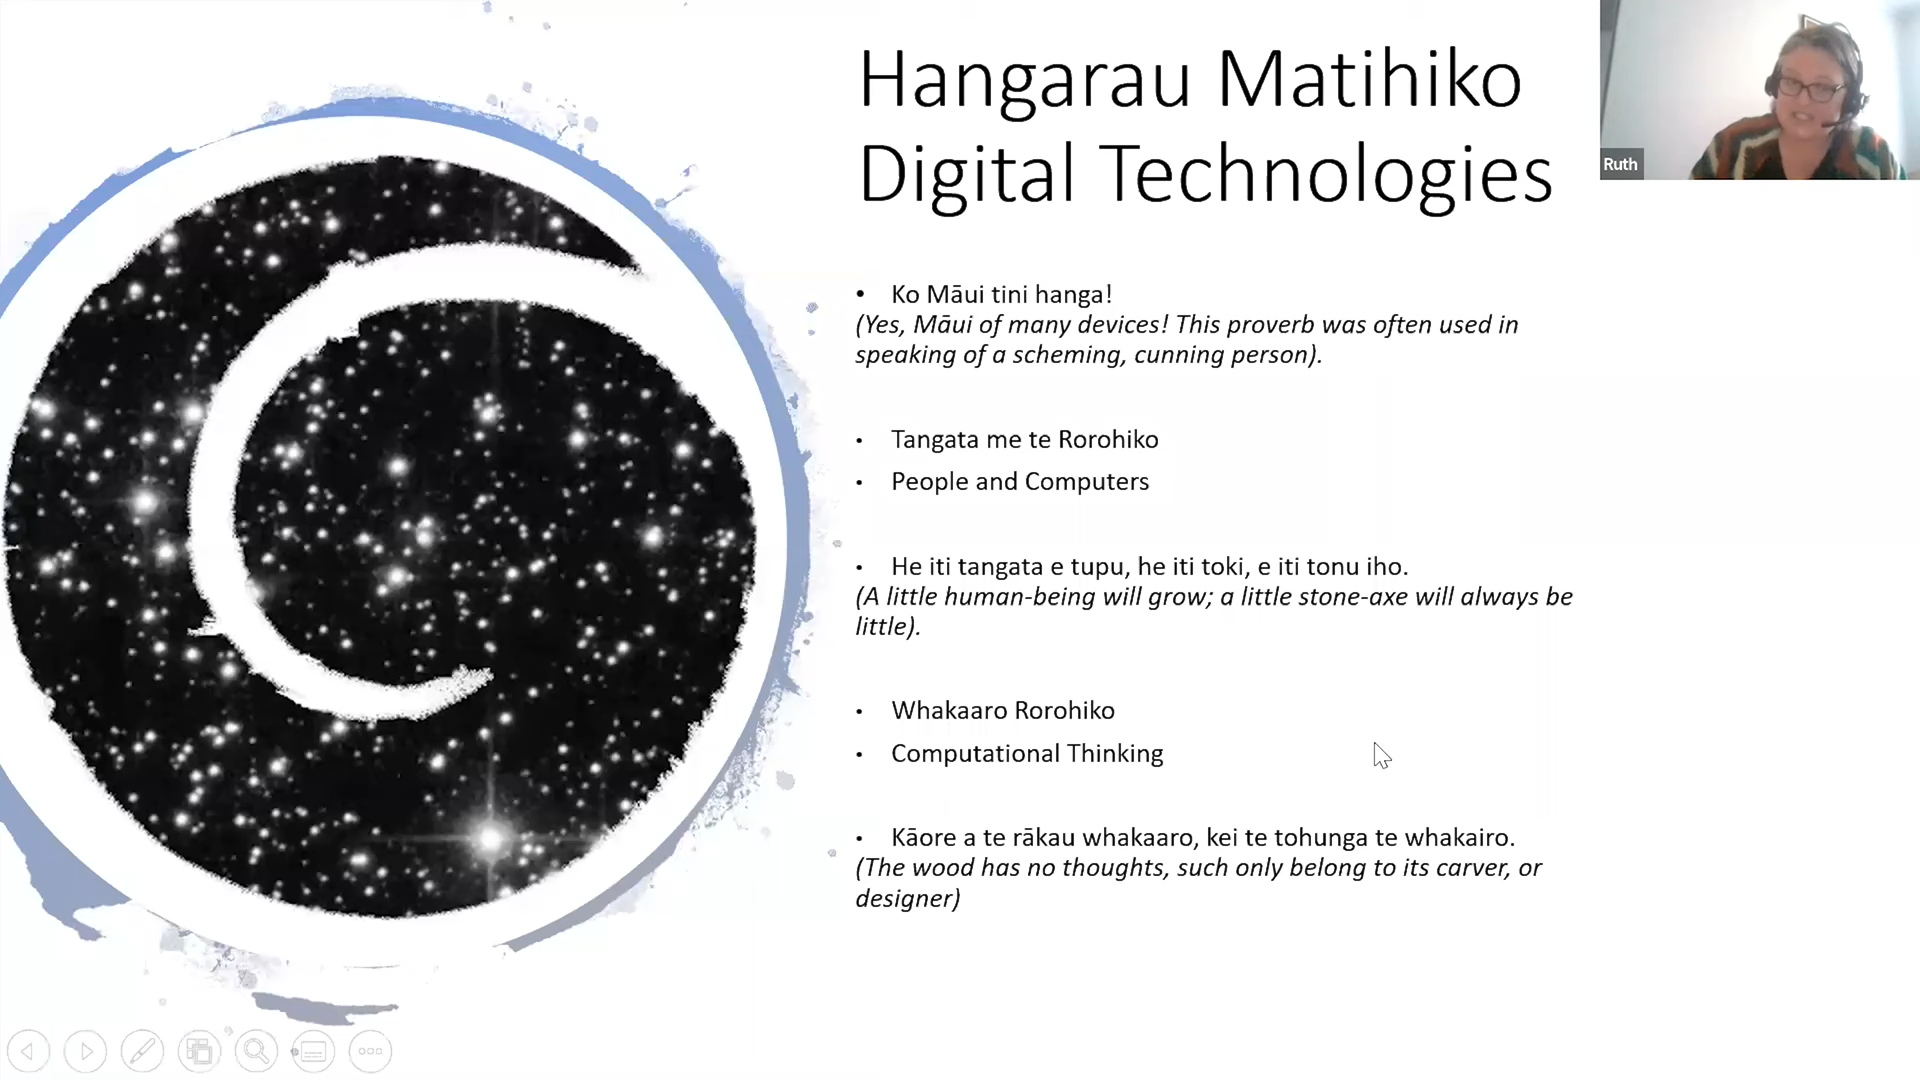 Hangarau Matihiko
Digital Technologies
Ruth
• Ko Māui tini hanga!
(Yes, Māui of many devices! This proverb was often used in
speaking of a scheming, cunning person).
• Tangata me te Rorohiko
• People and Computers
• He iti tangata e tupu, he iti toki, e iti tonu iho.
(A little human-being will grow; a little stone-axe will always be
little).
• Whakaaro Rorohiko
• Computational Thinking
• Kāore a te rākau whakaaro, kei te tohunga te whakairo.
(The wood has no thoughts, such only belong to its carver, or
designer)